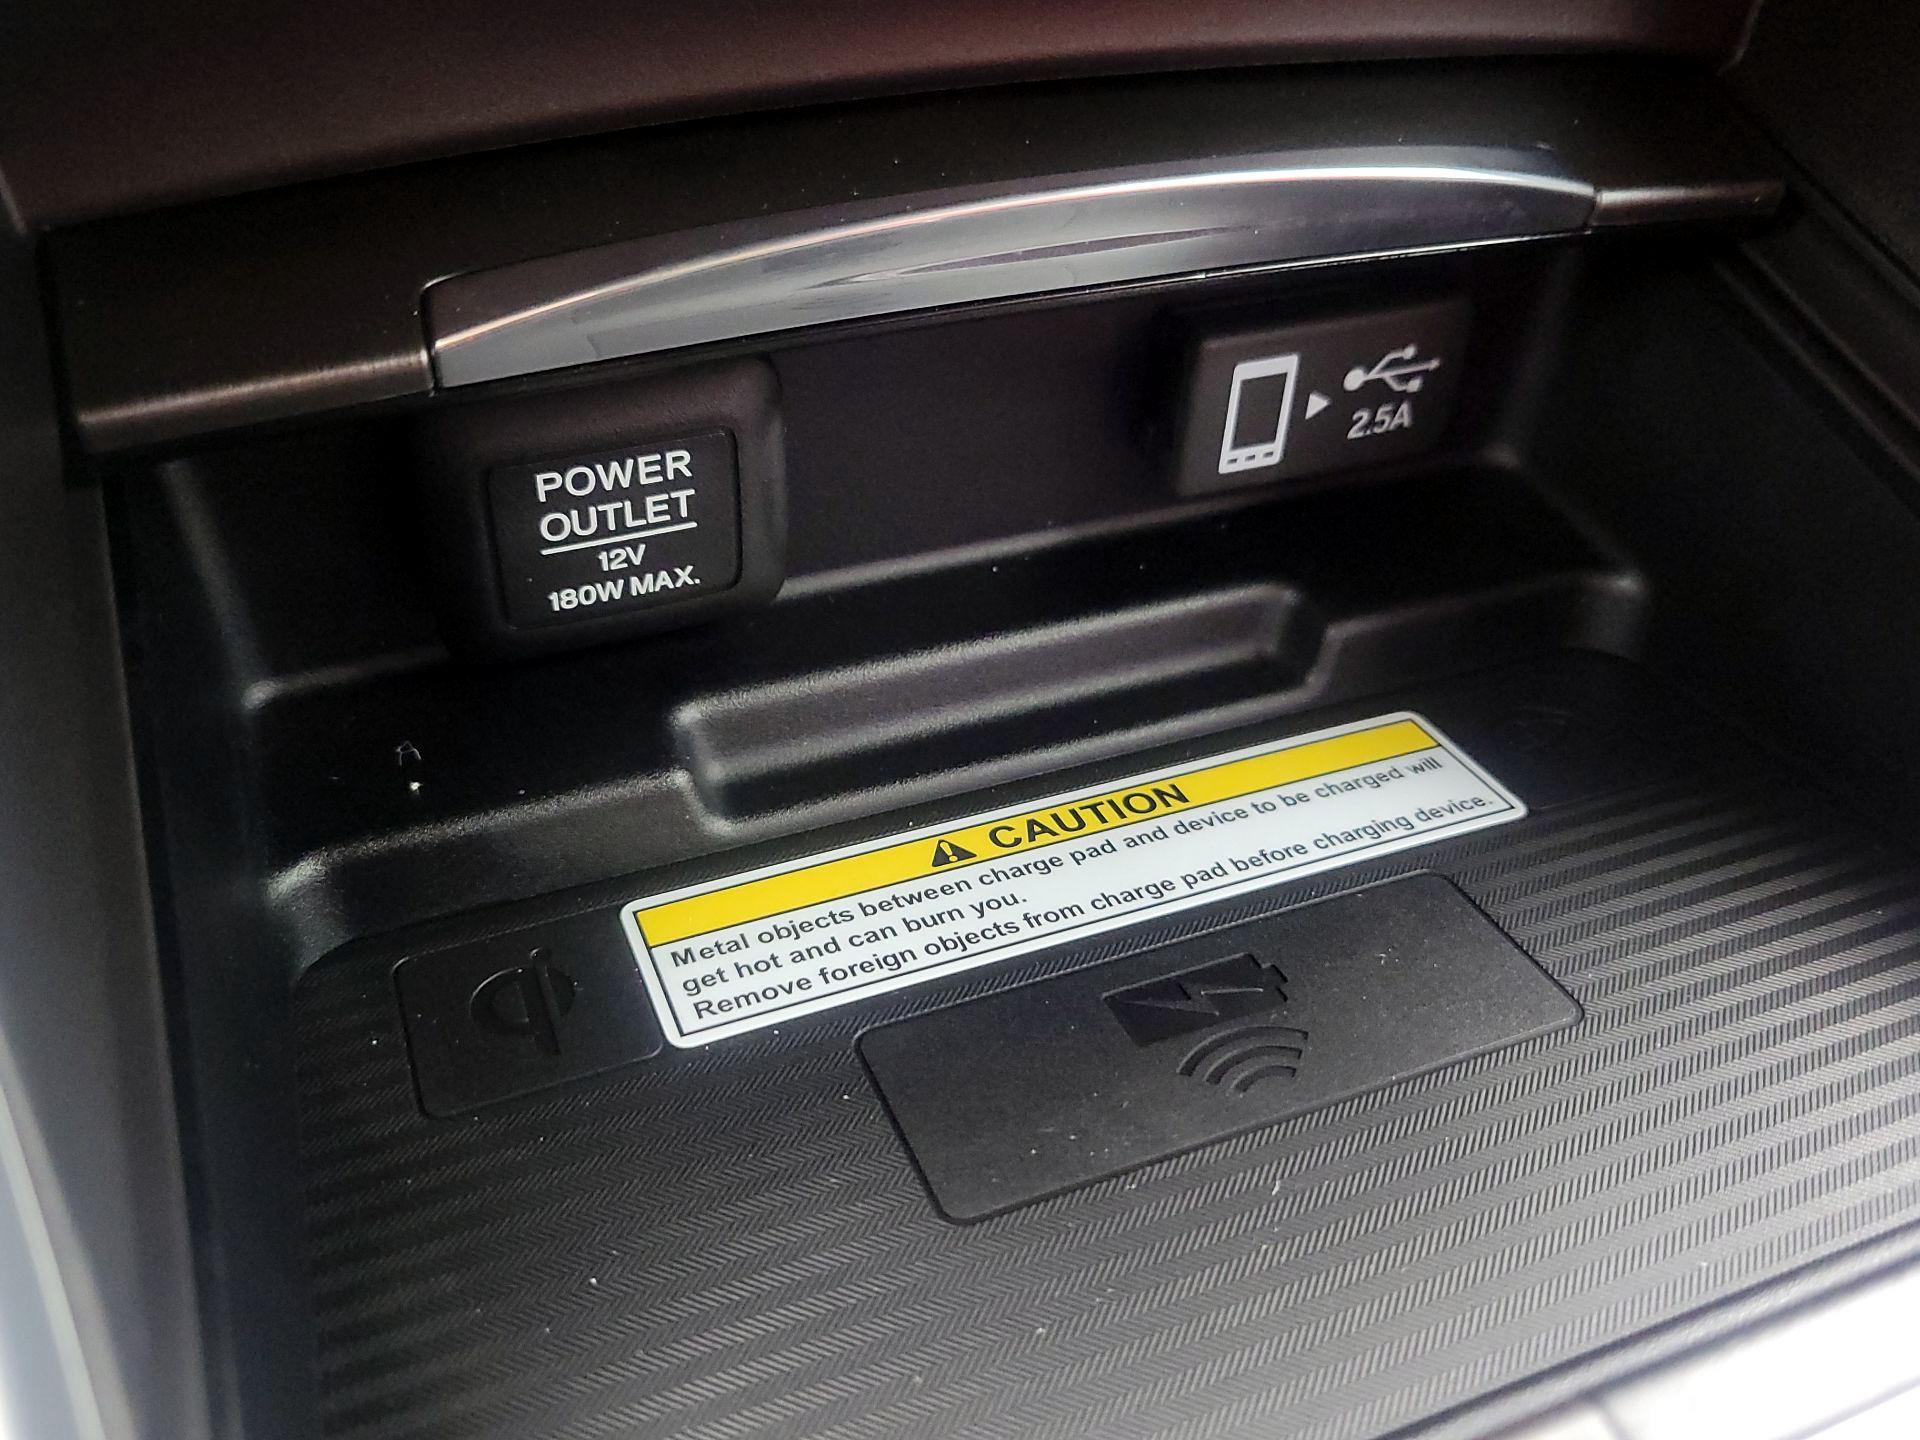 POWER
OUTLET
12V
180W MAX.
2.5A
CAUTION
Metal objects between charge pad and device to be charged will
get hot and can burn you.
Remove foreign objects from charge pad before charging device.